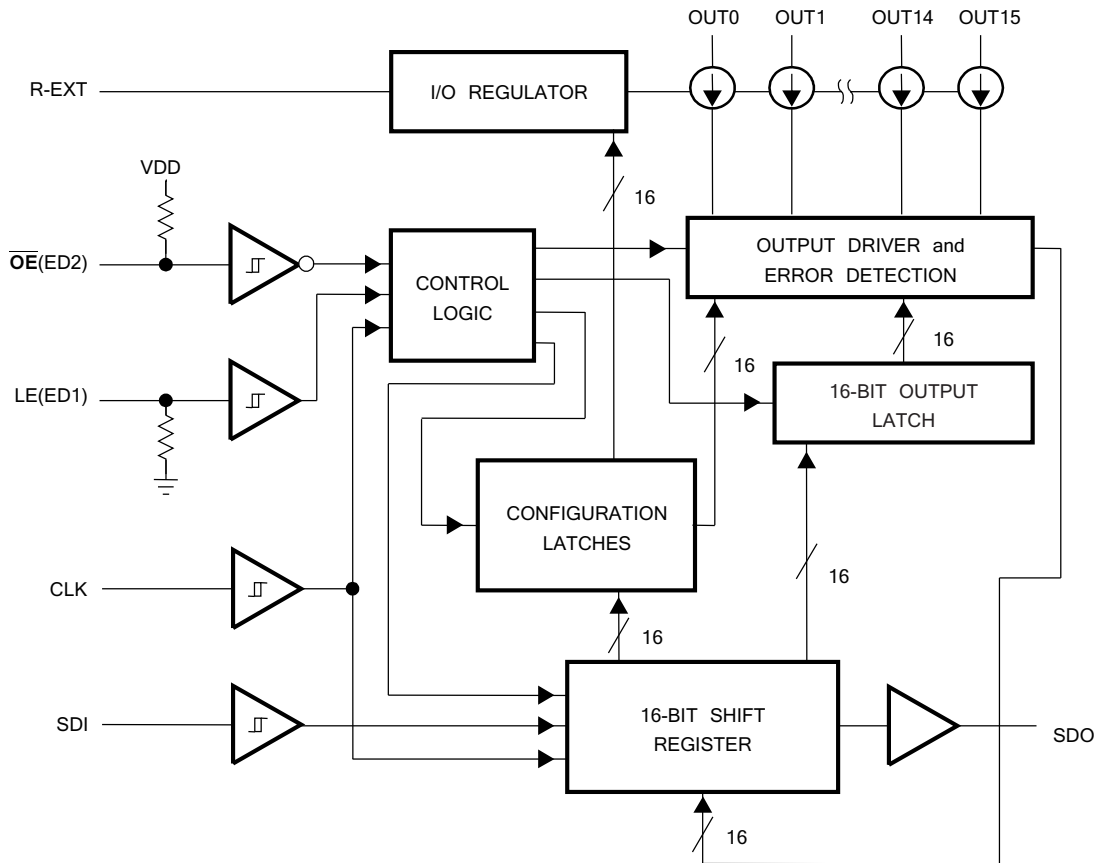 OUT0 OUT1 OUT14 OUT15
R-EXT
I/O REGULATOR
VDD
16
OE(ED2)
CONTROL
LOGIC
OUTPUT DRIVER and
ERROR DETECTION
16
16
LE(ED1)
16-BIT OUTPUT
LATCH
CONFIGURATION
LATCHES
16
CLK
16
SDI
16-BIT SHIFT
REGISTER
SDO
16